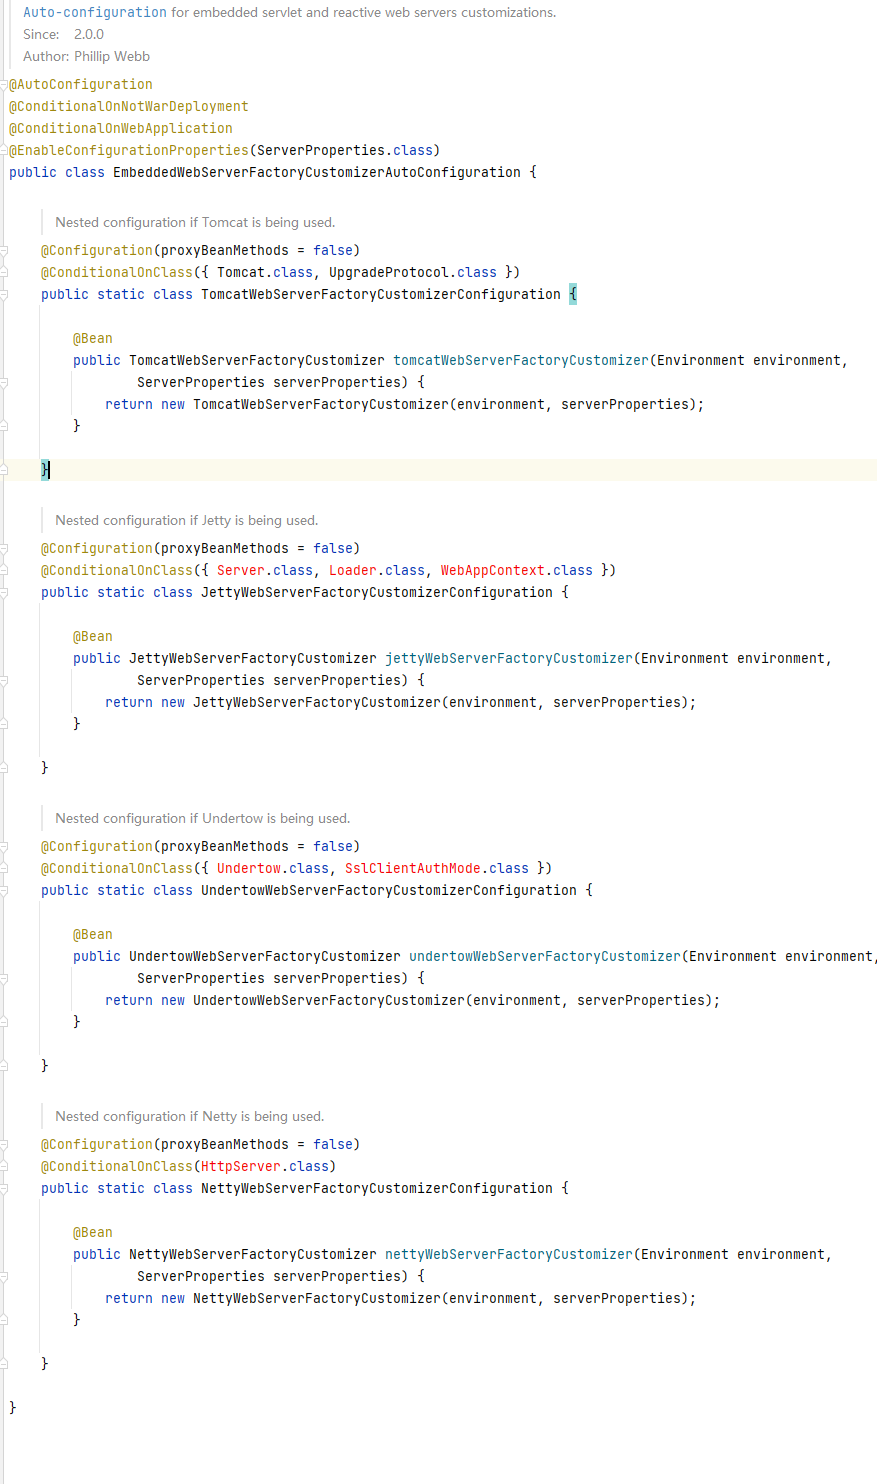 Auto-configuration for embedded servlet and reactive web servers customizations.
Since: 2.0.0
Author: Phillip Webb
@AutoConfiguration
@ConditionalOnNotWarDeployment
@ConditionalOnWebApplication
@EnableConfigurationProperties(ServerProperties.class)
public class EmbeddedWebServerFactoryCustomizerAutoConfiguration {
Nested configuration if Tomcat is being used.
@Configuration(proxyBeanMethods = false)
@ConditionalOnClass({ Tomcat.class, UpgradeProtocol.class })
public static class TomcatWebServerFactoryCustomizerConfiguration {
@Bean
public TomcatWebServerFactoryCustomizer tomcatWebServerFactoryCustomizer(Environment environment,
ServerProperties serverProperties) {
return new TomcatWebServerFactoryCustomizer(environment, serverProperties);
}
}
Nested configuration if Jetty is being used.
@Configuration(proxyBeanMethods = false)
@ConditionalOnClass({ Server.class, Loader.class, WebAppContext.class })
public static class JettyWebServerFactoryCustomizerConfiguration {
@Bean
public JettyWebServerFactoryCustomizer jettyWebServerFactoryCustomizer(Environment environment,
ServerProperties serverProperties) {
return new JettyWebServerFactoryCustomizer(environment, serverProperties);
}
}
Nested configuration if Undertow is being used.
@Configuration(proxyBeanMethods = false)
@ConditionalOnClass({ Undertow.class, SslClientAuthMode.class })
public static class UndertowWebServerFactoryCustomizerConfiguration {
@Bean
public UndertowWebServerFactoryCustomizer undertowWebServerFactoryCustomizer(Environment environment,
ServerProperties serverProperties) {
return new UndertowWebServerFactoryCustomizer(environment, serverProperties);
}
}
Nested configuration if Netty is being used.
@Configuration(proxyBeanMethods = false)
@ConditionalOnClass(HttpServer.class)
public static class NettyWebServerFactoryCustomizerConfiguration {
@Bean
public NettyWebServerFactoryCustomizer nettyWebServerFactoryCustomizer(Environment environment,
ServerProperties serverProperties) {
return new NettyWebServerFactoryCustomizer(environment, serverProperties);
}
}
}